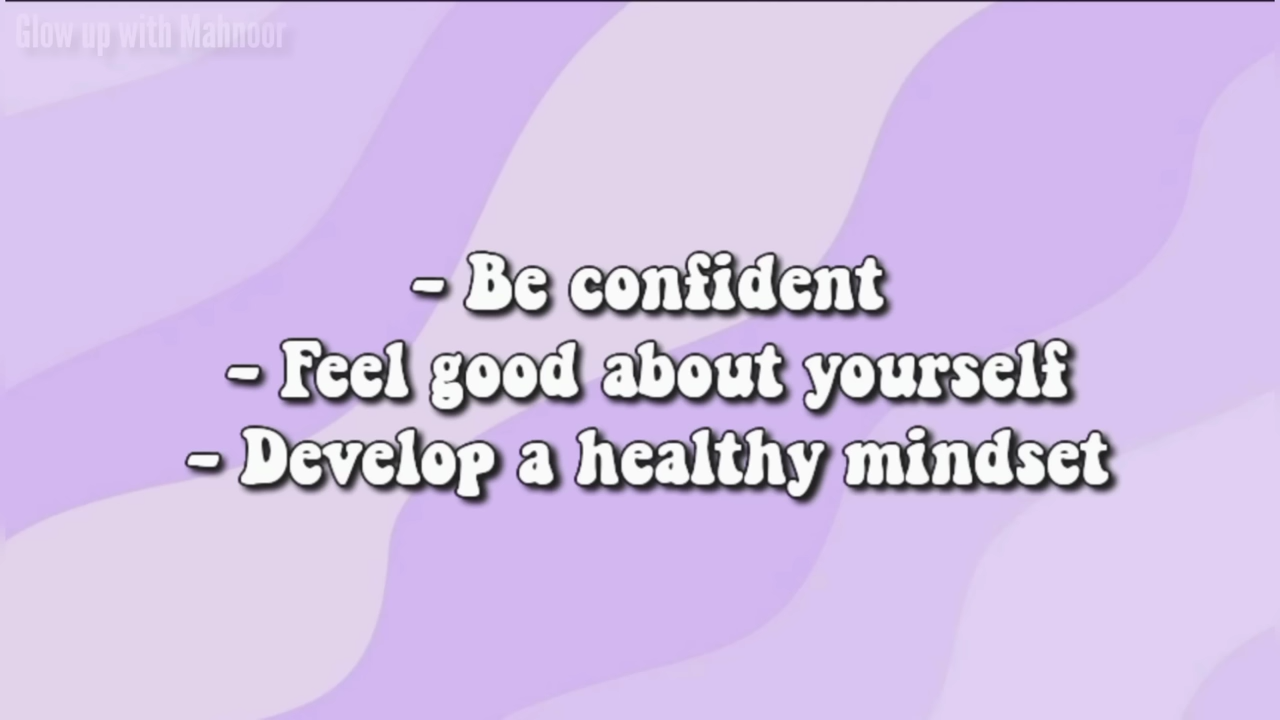 Glow up with Mahnoor
- Be confident
- Feel good about yourself
- Develop a healthy mindset